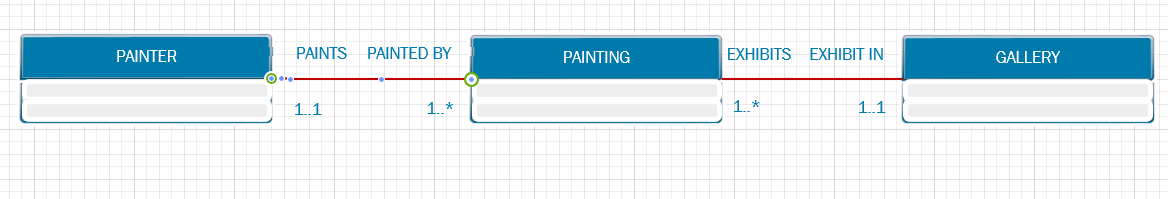 PAINTER
PAINTS
PAINTED BY
PAINTING
EXHIBITS
EXHIBIT IN
GALLERY
1..1
1..*
1..*
1..1